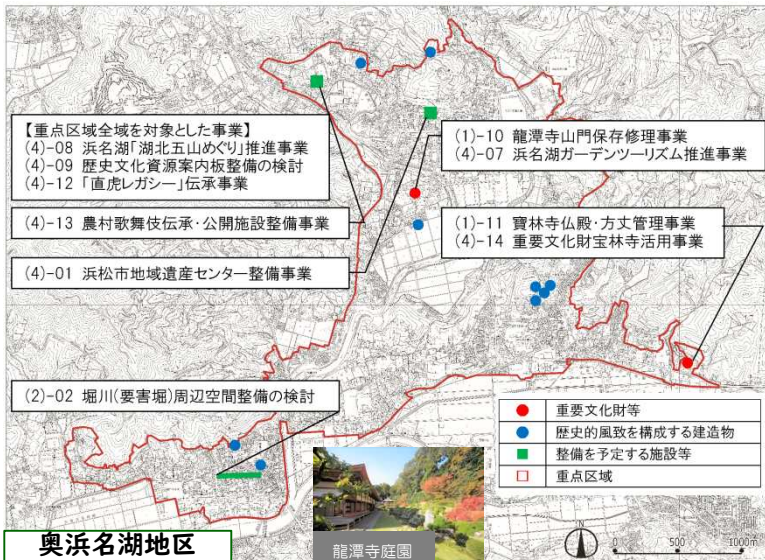 【重点区域全域を対象とした事業】
(4)-08 浜名湖「湖北五山めぐり」推進事業
(4)-09 歴史文化資源案内板整備の検討
(4)-12 「直虎レガシー」伝承事業
(4)-13 農村歌舞伎伝承・公開施設整備事業
(4)-01 浜松市地域遺産センター整備事業
(1)-10 龍潭寺山門保存修理事業
(4)-07 浜名湖ガーデンツーリズム推進事業
(1)-11 寶林寺仏殿・方丈管理事業
(4)-14 重要文化財宝林寺活用事業
(2)-02 堀川(要害堀)周辺空間整備の検討
重要文化財等
歴史的風致を構成する建造物
整備を予定する施設等
重点区域
奥浜名湖地区
龍潭寺庭園
N
0 500 1000m